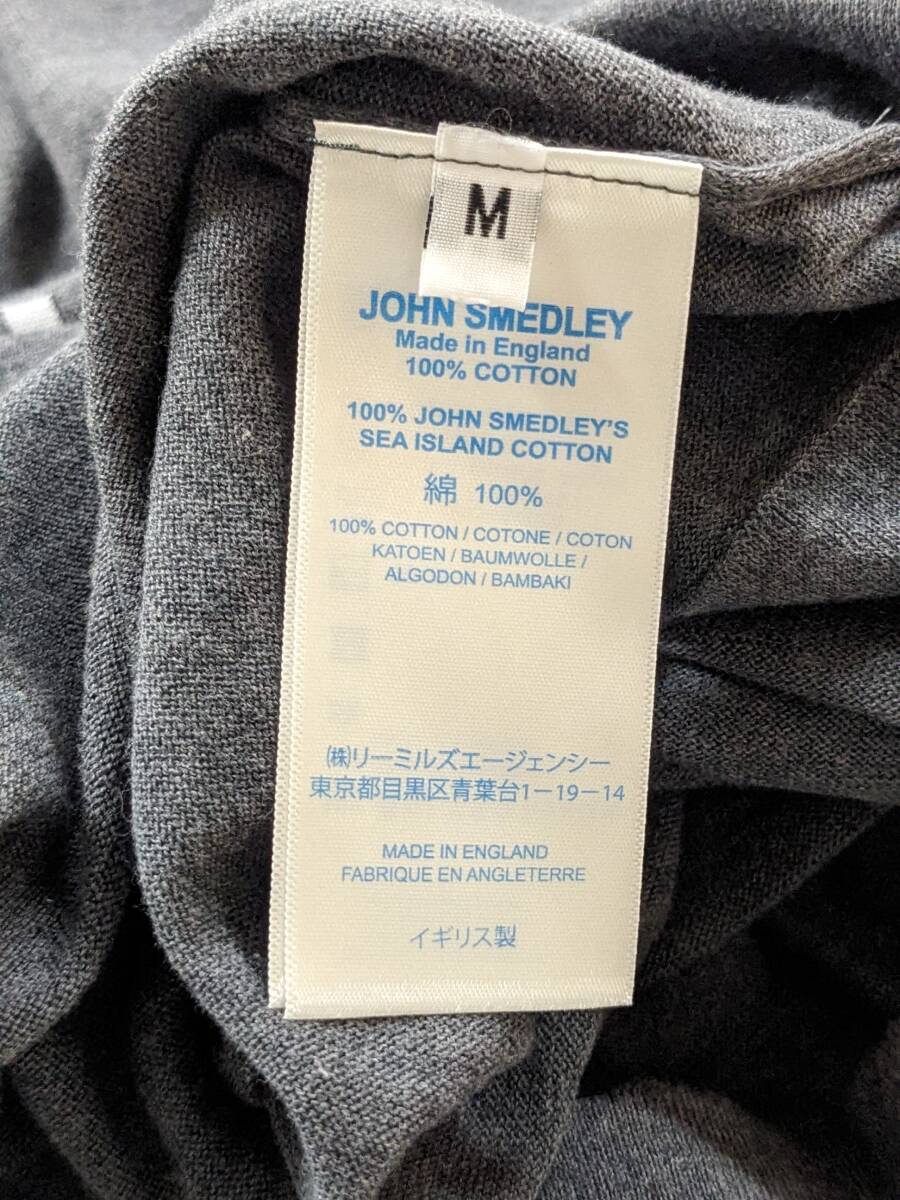 M
JOHN SMEDLEY
Made in England
100% COTTON
100% JOHN SMEDLEY'S
SEA ISLAND COTTON
綿 100%
100% COTTON / COTONE / COTON
KATOEN / BAUMWOLLE /
ALGODON / BAMBAKI
㈱リーミルズエージェンシー
東京都目黒区青葉台1-19-14
MADE IN ENGLAND
FABRIQUE EN ANGLETERRE
イギリス製